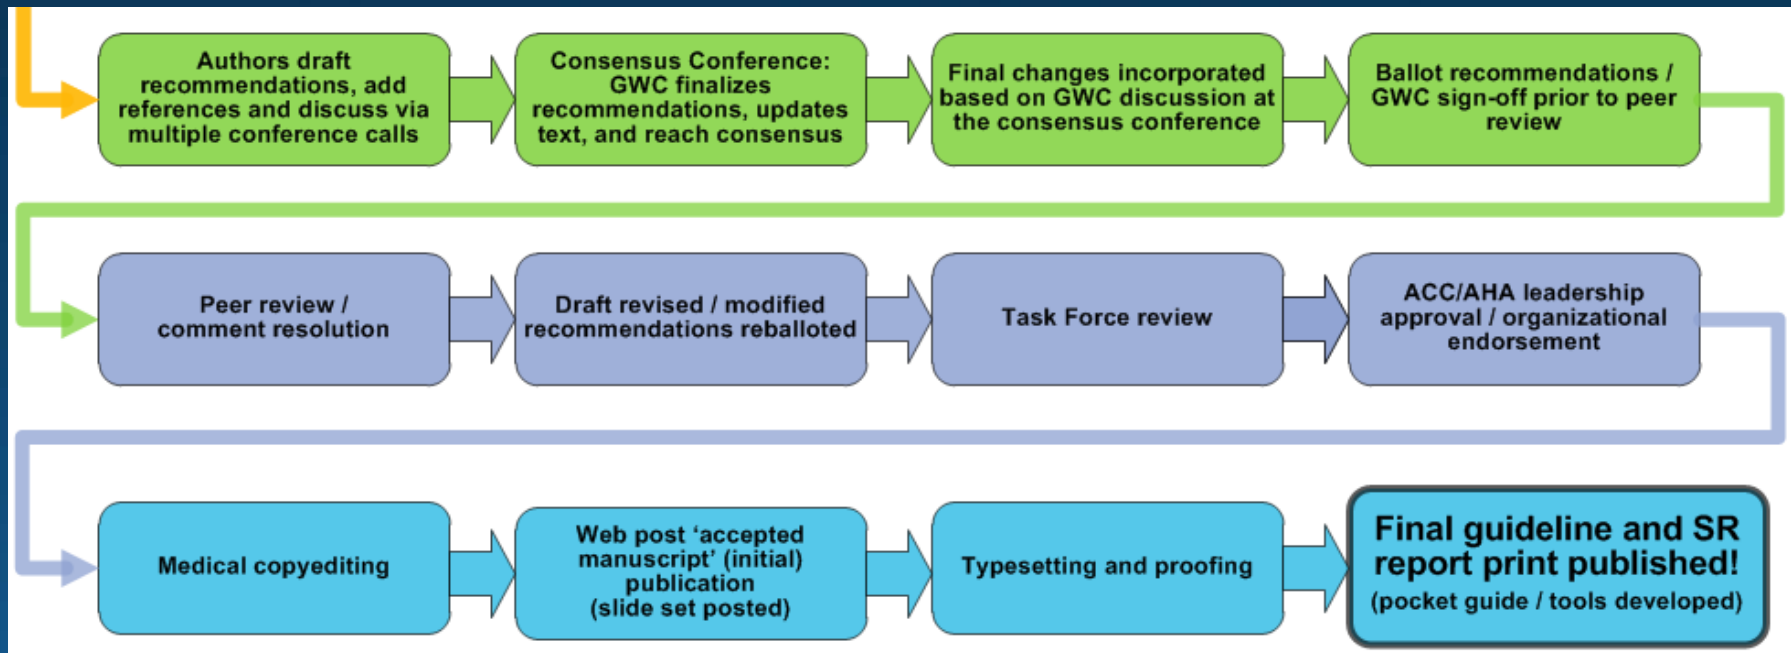 Authors draft
recommendations, add
references and discuss via
multiple conference calls
Consensus Conference:
GWC finalizes
recommendations, updates
text, and reach consensus
Final changes incorporated
based on GWC discussion at
the consensus conference
Ballot recommendations /
GWC sign-off prior to peer
review
Peer review /
comment resolution
Draft revised / modified
recommendations reballoted
Task Force review
ACC/AHA leadership
approval / organizational
endorsement
Medical copyediting
Web post ‘accepted
manuscript’ (initial)
publication
(slide set posted)
Typesetting and proofing
Final guideline and SR
report print published!
(pocket guide / tools developed)